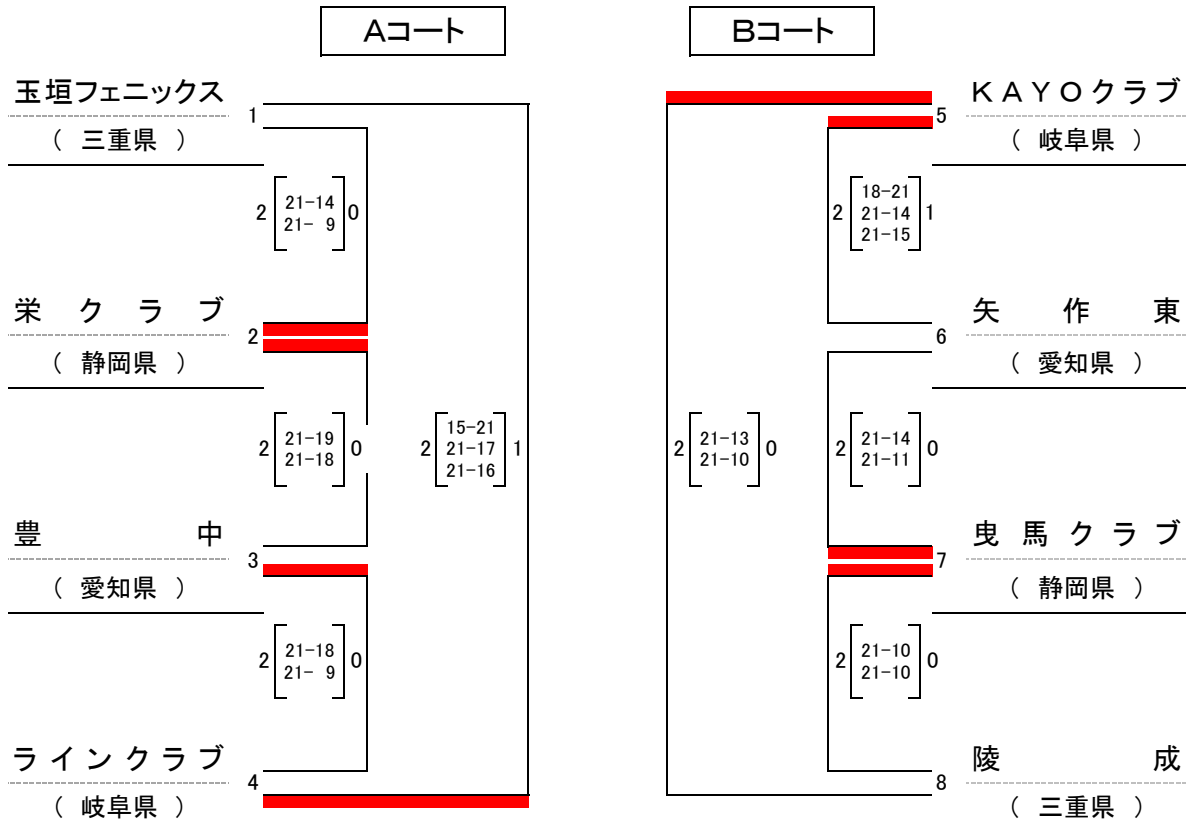 Aコート
Bコート
玉垣フェニックス
1
（ 三重県 ）
KAYOクラブ
5
（ 岐阜県 ）
2 21-14 0
21- 9
18-21
2 21-14 1
21-15
栄クラブ
2
（ 静岡県 ）
矢作東
6
（ 愛知県 ）
2 21-19 0
21-18
15-21
2 21-17 1
21-16
2 21-13 0
21-10
2 21-14 0
21-11
豊中
3
（ 愛知県 ）
曳馬クラブ
7
（ 静岡県 ）
2 21-18 0
21- 9
2 21-10 0
21-10
ラインクラブ
4
（ 岐阜県 ）
陵成
8
（ 三重県 ）